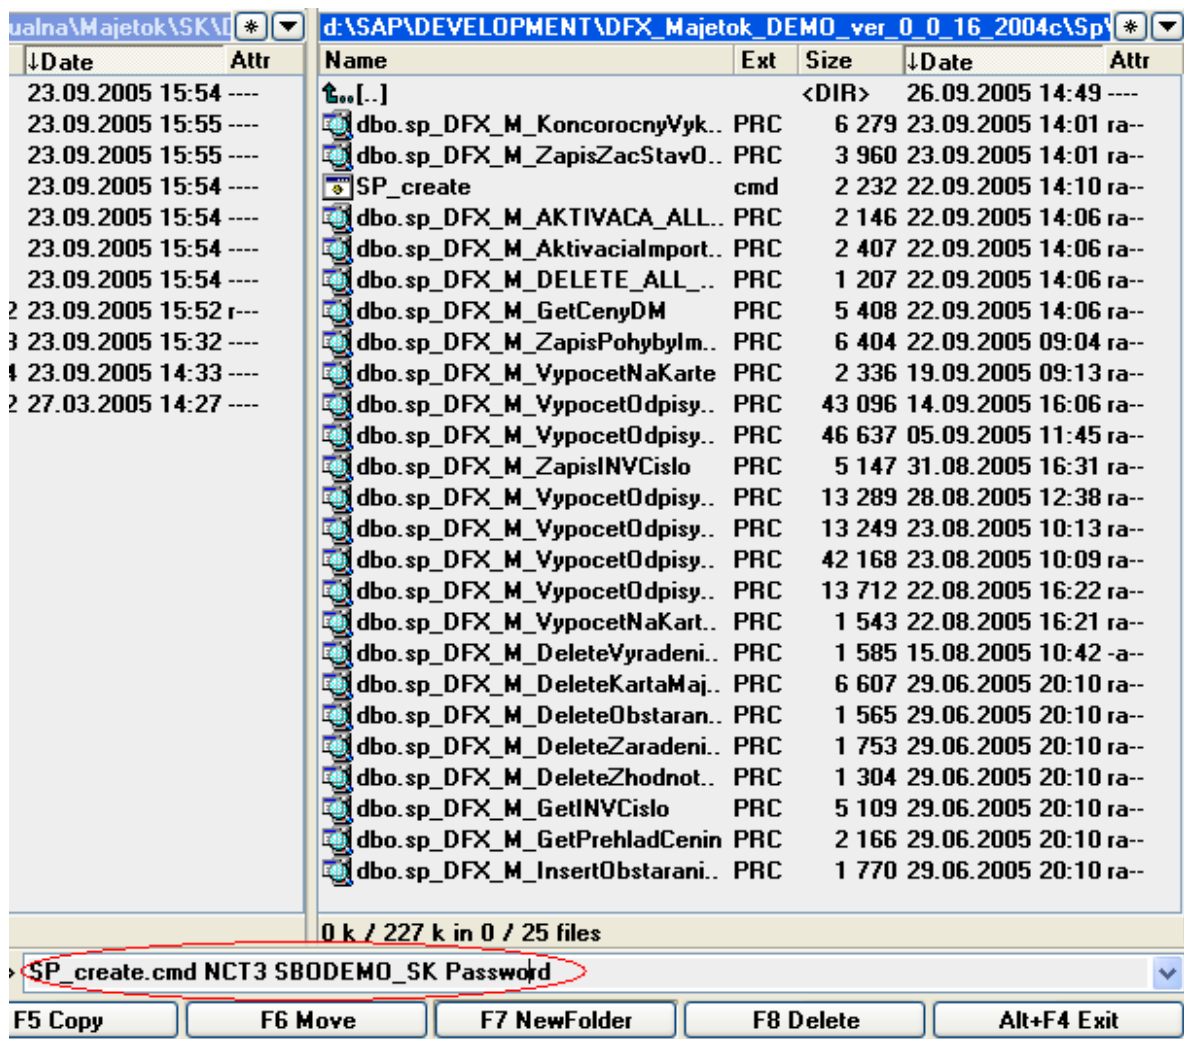 ualna\Majetok\SK\D * d:\SAP\DEVELOPMENT\DFX_Majetok_DEMO_ver_0_0_16_2004c\Sp\ *
↓Date Attr Name Ext Size ↓Date Attr
23.09.2005 15:54 ---- [..] <DIR> 26.09.2005 14:49 ----
23.09.2005 15:55 ---- dbo.sp_DFX_M_KoncorocnyVyk.. PRC 6 279 23.09.2005 14:01 ra--
23.09.2005 15:55 ---- dbo.sp_DFX_M_ZapisZacStavO.. PRC 3 960 23.09.2005 14:01 ra--
23.09.2005 15:54 ---- SP_create cmd 2 232 22.09.2005 14:10 ra--
23.09.2005 15:54 ---- dbo.sp_DFX_M_AKTIVACA_ALL.. PRC 2 146 22.09.2005 14:06 ra--
23.09.2005 15:54 ---- dbo.sp_DFX_M_AktivaciaImport.. PRC 2 407 22.09.2005 14:06 ra--
23.09.2005 15:54 ---- dbo.sp_DFX_M_DELETE_ALL_.. PRC 1 207 22.09.2005 14:06 ra--
2 23.09.2005 15:52 r--- dbo.sp_DFX_M_GetCenyDM PRC 5 408 22.09.2005 14:06 ra--
3 23.09.2005 15:32 ---- dbo.sp_DFX_M_ZapisPohybyIm.. PRC 6 404 22.09.2005 09:04 ra--
4 23.09.2005 14:33 ---- dbo.sp_DFX_M_VypocetNaKarte PRC 2 336 19.09.2005 09:13 ra--
2 27.03.2005 14:27 ---- dbo.sp_DFX_M_VypocetOdpisy.. PRC 43 096 14.09.2005 16:06 ra--
dbo.sp_DFX_M_VypocetOdpisy.. PRC 46 637 05.09.2005 11:45 ra--
dbo.sp_DFX_M_ZapisINVCislo PRC 5 147 31.08.2005 16:31 ra--
dbo.sp_DFX_M_VypocetOdpisy.. PRC 13 289 28.08.2005 12:38 ra--
dbo.sp_DFX_M_VypocetOdpisy.. PRC 13 249 23.08.2005 10:13 ra--
dbo.sp_DFX_M_VypocetOdpisy.. PRC 42 168 23.08.2005 10:09 ra--
dbo.sp_DFX_M_VypocetOdpisy.. PRC 13 712 22.08.2005 16:22 ra--
dbo.sp_DFX_M_VypocetNaKart.. PRC 1 543 22.08.2005 16:21 ra--
dbo.sp_DFX_M_DeleteVyradeni.. PRC 1 585 15.08.2005 10:42 -a--
dbo.sp_DFX_M_DeleteKartaMaj.. PRC 6 607 29.06.2005 20:10 ra--
dbo.sp_DFX_M_DeleteObstaran.. PRC 1 565 29.06.2005 20:10 ra--
dbo.sp_DFX_M_DeleteZaradeni.. PRC 1 753 29.06.2005 20:10 ra--
dbo.sp_DFX_M_DeleteZhodnot.. PRC 1 304 29.06.2005 20:10 ra--
dbo.sp_DFX_M_GetINVCislo PRC 5 109 29.06.2005 20:10 ra--
dbo.sp_DFX_M_GetPrehladCenin PRC 2 166 29.06.2005 20:10 ra--
dbo.sp_DFX_M_InsertObstarani.. PRC 1 770 29.06.2005 20:10 ra--
0 k / 227 k in 0 / 25 files
> SP_create.cmd NCT3 SBODEMO_SK Password
F5 Copy F6 Move F7 NewFolder F8 Delete Alt+F4 Exit